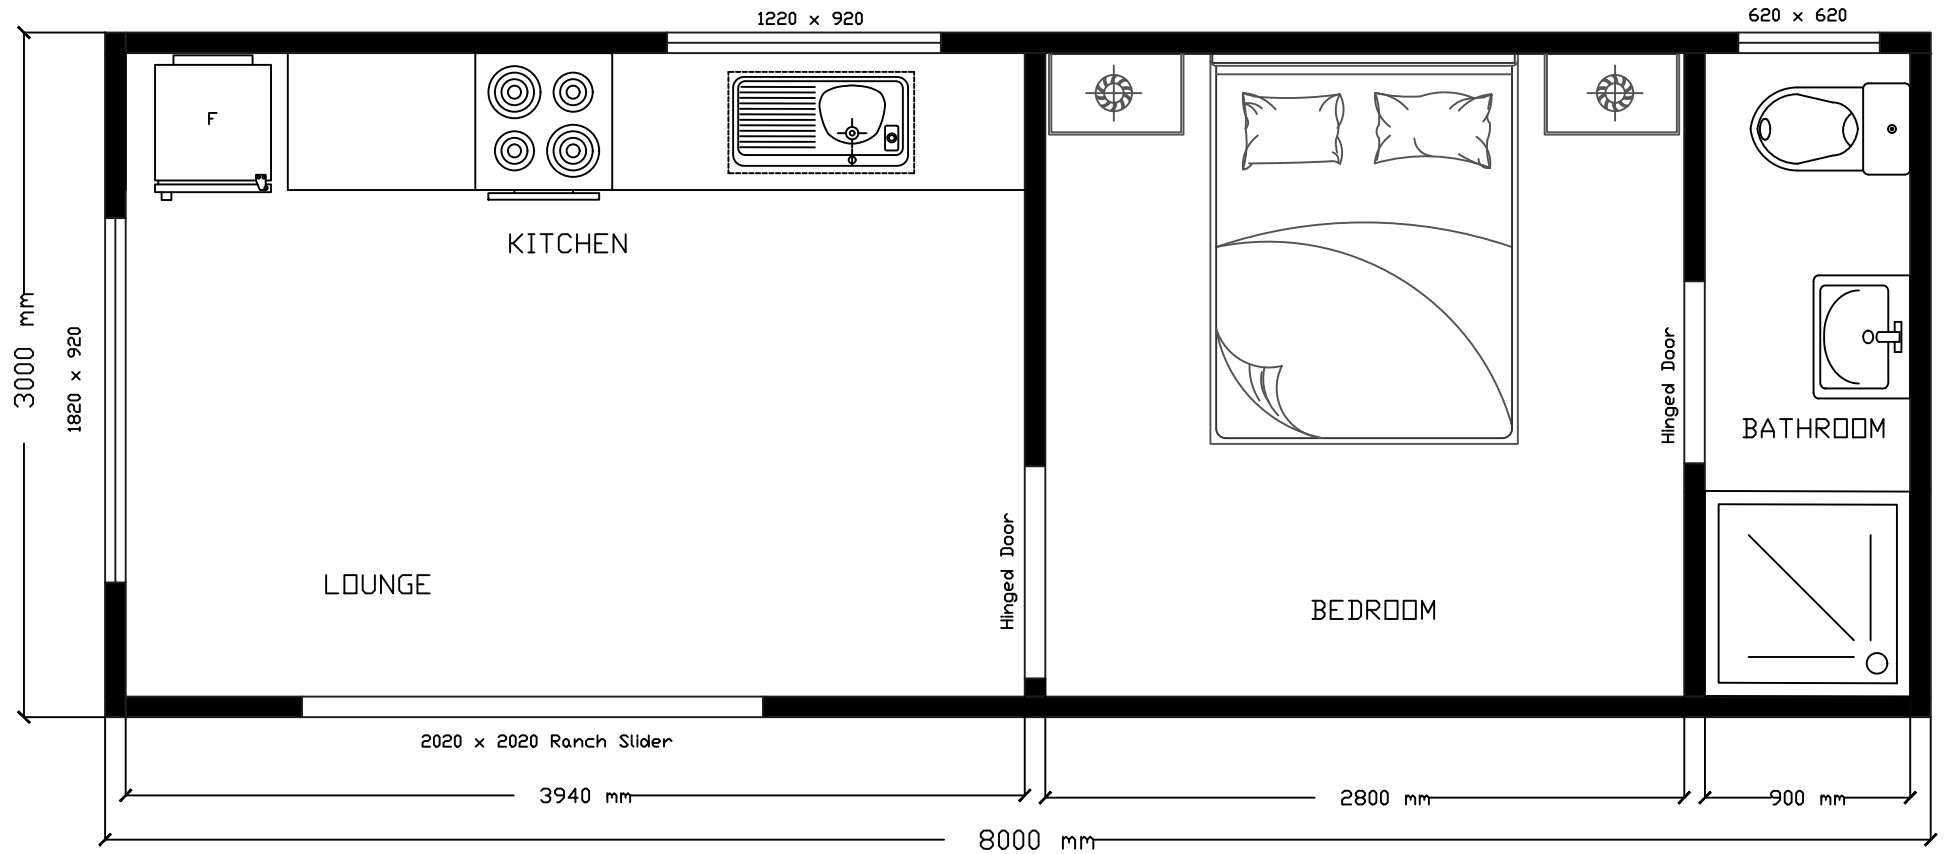 1220 x 920
620 x 620
F
KITCHEN
3000 mm
1820 x 920
Hinged Door
BATHROOM
Hinged Door
LOUNGE
BEDROOM
2020 x 2020 Ranch Slider
3940 mm
2800 mm
900 mm
8000 mm